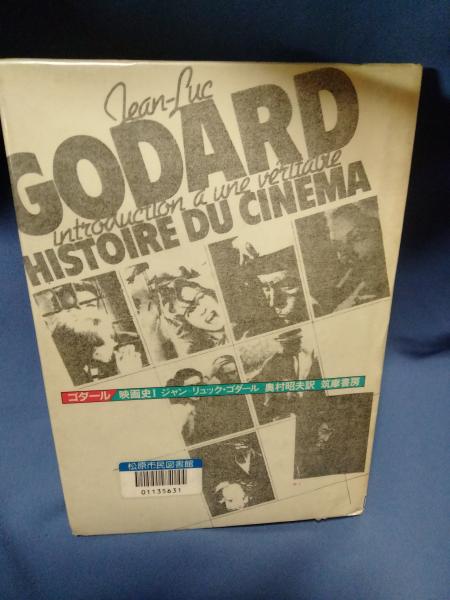 Jean-Luc
GODARD
introduction à une véritable
HISTOIRE DU CINEMA
ゴダール 映画史I ジャン リュック・ゴダール 奥村昭夫訳 筑摩書房
松原市民図書館
01135631